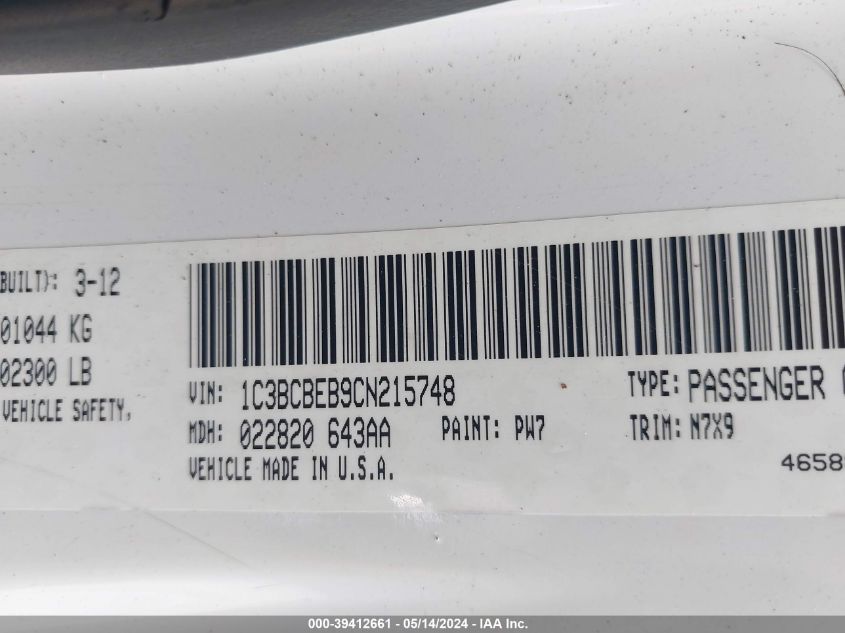 BUILT): 3-12
01044 KG
02300 LB
VEHICLE SAFETY,
VIN: 1C3BCBEB9CN215748
TYPE: PASSENGER
MDH: 022820 643AA PAINT: PW7 TRIM: N7X9
VEHICLE MADE IN U.S.A.
4658
000-39412661 - 05/14/2024 - IAA Inc.